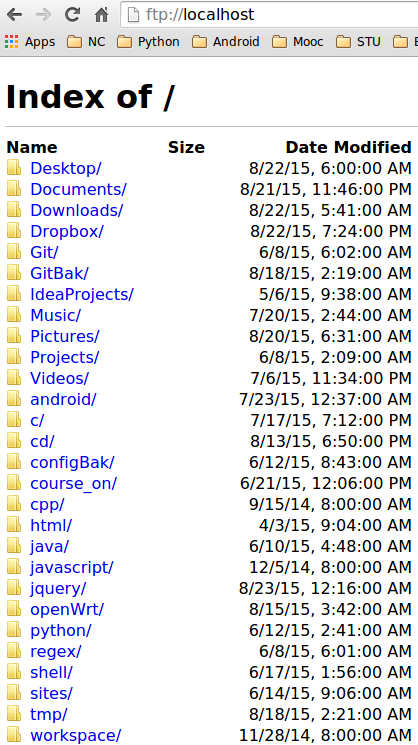 ftp://localhost
Apps NC Python Android Mooc STU
Index of /
Name Size Date Modified
Desktop/ 8/22/15, 6:00:00 AM
Documents/ 8/21/15, 11:46:00 PM
Downloads/ 8/22/15, 5:41:00 AM
Dropbox/ 8/22/15, 7:24:00 PM
Git/ 6/8/15, 6:02:00 AM
GitBak/ 8/18/15, 2:19:00 AM
IdeaProjects/ 5/6/15, 9:38:00 AM
Music/ 7/20/15, 2:44:00 AM
Pictures/ 8/20/15, 6:31:00 AM
Projects/ 6/8/15, 2:09:00 AM
Videos/ 7/6/15, 11:34:00 PM
android/ 7/23/15, 12:37:00 AM
c/ 7/17/15, 7:12:00 PM
cd/ 8/13/15, 6:50:00 PM
configBak/ 6/12/15, 8:43:00 AM
course_on/ 6/21/15, 12:06:00 PM
cpp/ 9/15/14, 8:00:00 AM
html/ 4/3/15, 9:04:00 AM
java/ 6/10/15, 4:48:00 AM
javascript/ 12/5/14, 8:00:00 AM
jquery/ 8/23/15, 12:16:00 AM
openWrt/ 8/15/15, 3:42:00 AM
python/ 6/12/15, 2:41:00 AM
regex/ 6/8/15, 6:01:00 AM
shell/ 6/17/15, 1:56:00 AM
sites/ 6/14/15, 9:06:00 AM
tmp/ 8/18/15, 2:21:00 AM
workspace/ 11/28/14, 8:00:00 AM